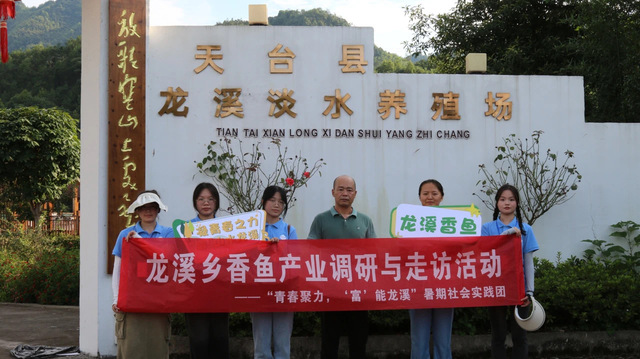 天台县
龙溪淡水养殖场
TIAN TAI XIAN LONG XI DAN SHUI YANG ZHI CHANG
龙溪香鱼
龙溪乡香鱼产业调研与走访活动
——“青春聚力，‘富’能龙溪”暑期社会实践团